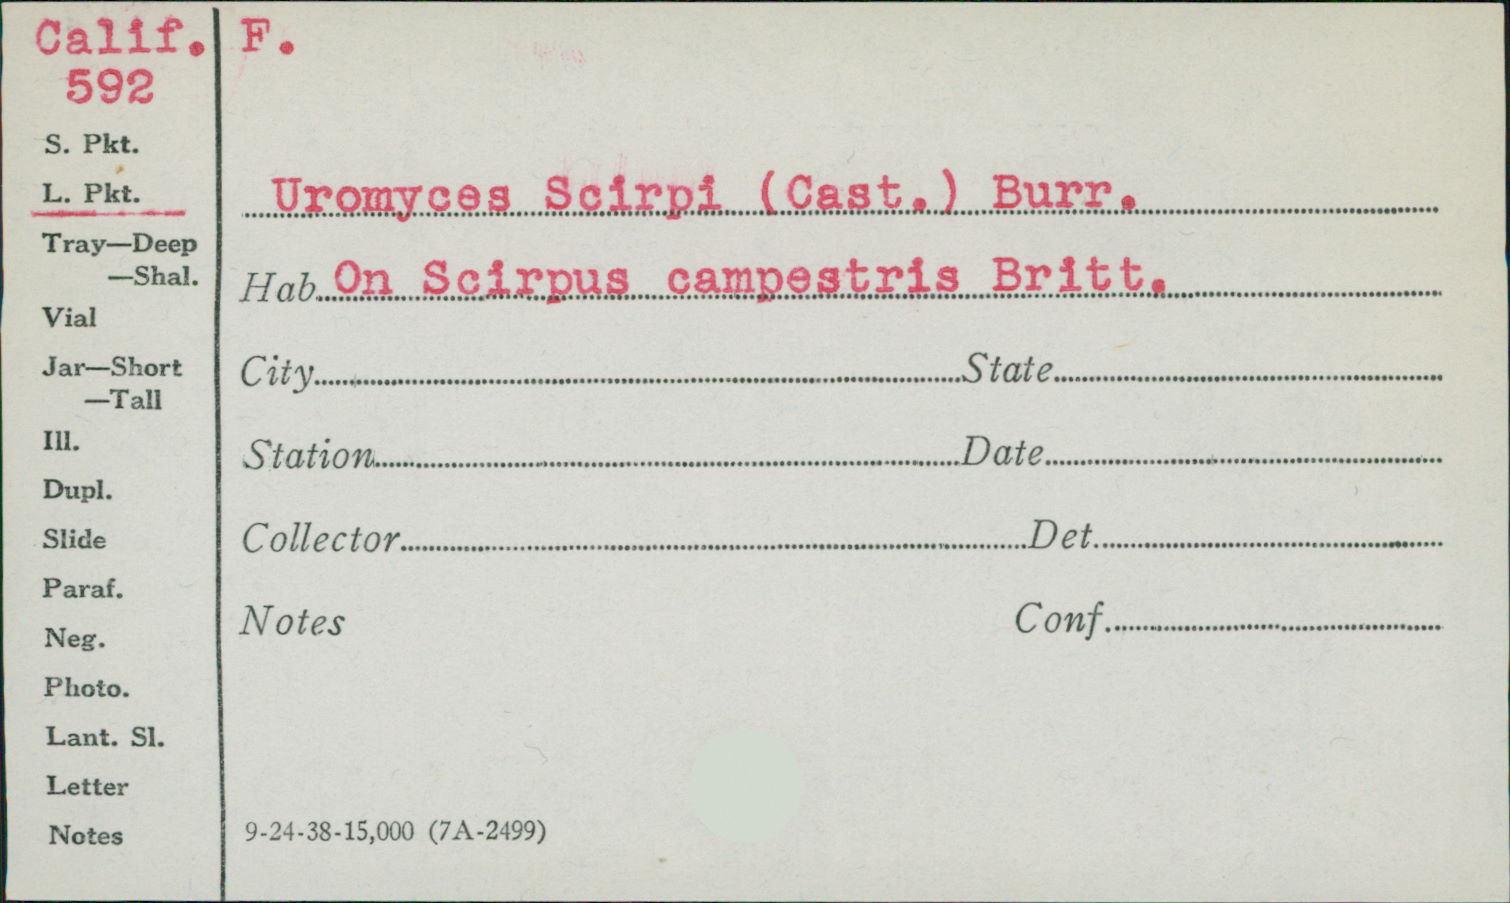 Calif.
592
S. Pkt.
L. Pkt.
Tray—Deep
—Shal.
Vial
Jar—Short
—Tall
Ill.
Dupl.
Slide
Paraf.
Neg.
Photo.
Lant. Sl.
Letter
Notes
F.
Uromyces Scirpi (Cast.) Burr.
Hab. On Scirpus campestris Britt.
City State
Station Date
Collector Det.
Notes Conf.
9-24-38-15,000 (7A-2499)